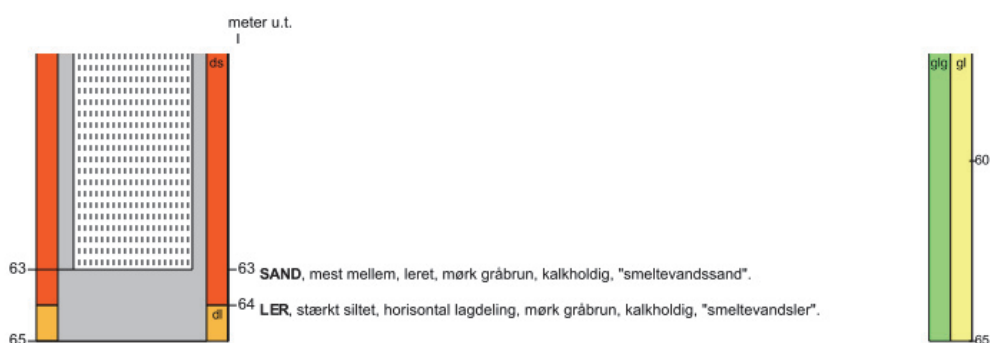 meter u.t.
ds
glg gl
60
63 63 SAND, mest mellem, leret, mørk gråbrun, kalkholdig, "smeltevandssand".
64 LER, stærkt siltet, horisontal lagdeling, mørk gråbrun, kalkholdig, "smeltevandsler".
dl
65 65